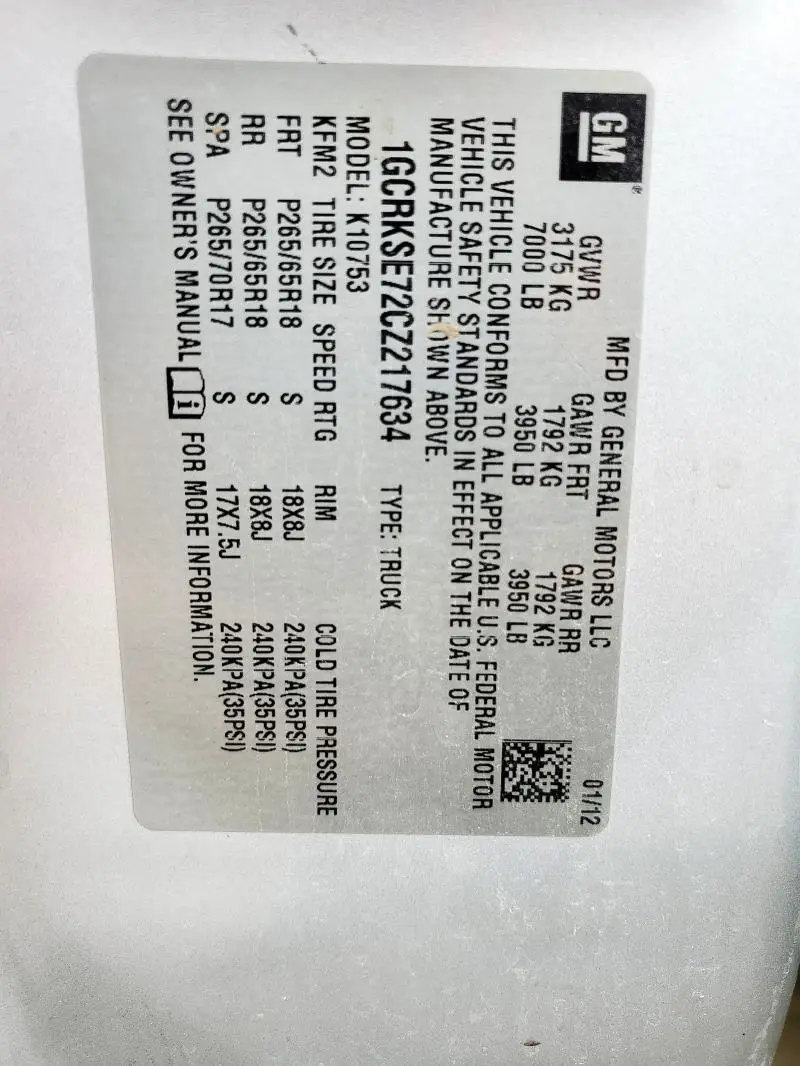 GM®
MFD BY GENERAL MOTORS LLC 01/12
GVWR GAWR FRT GAWR RR
3175 KG 1792 KG 1792 KG
7000 LB 3950 LB 3950 LB
THIS VEHICLE CONFORMS TO ALL APPLICABLE U.S. FEDERAL MOTOR
VEHICLE SAFETY STANDARDS IN EFFECT ON THE DATE OF
MANUFACTURE SHOWN ABOVE.
1GCRKSE72CZ217634 TYPE: TRUCK
MODEL: K10753
KFM2 TIRE SIZE SPEED RTG RIM COLD TIRE PRESSURE
FRT P265/65R18 S 18X8J 240KPA(35PSI)
RR P265/65R18 S 18X8J 240KPA(35PSI)
SPA P265/70R17 S 17X7.5J 240KPA(35PSI)
SEE OWNER'S MANUAL i FOR MORE INFORMATION.